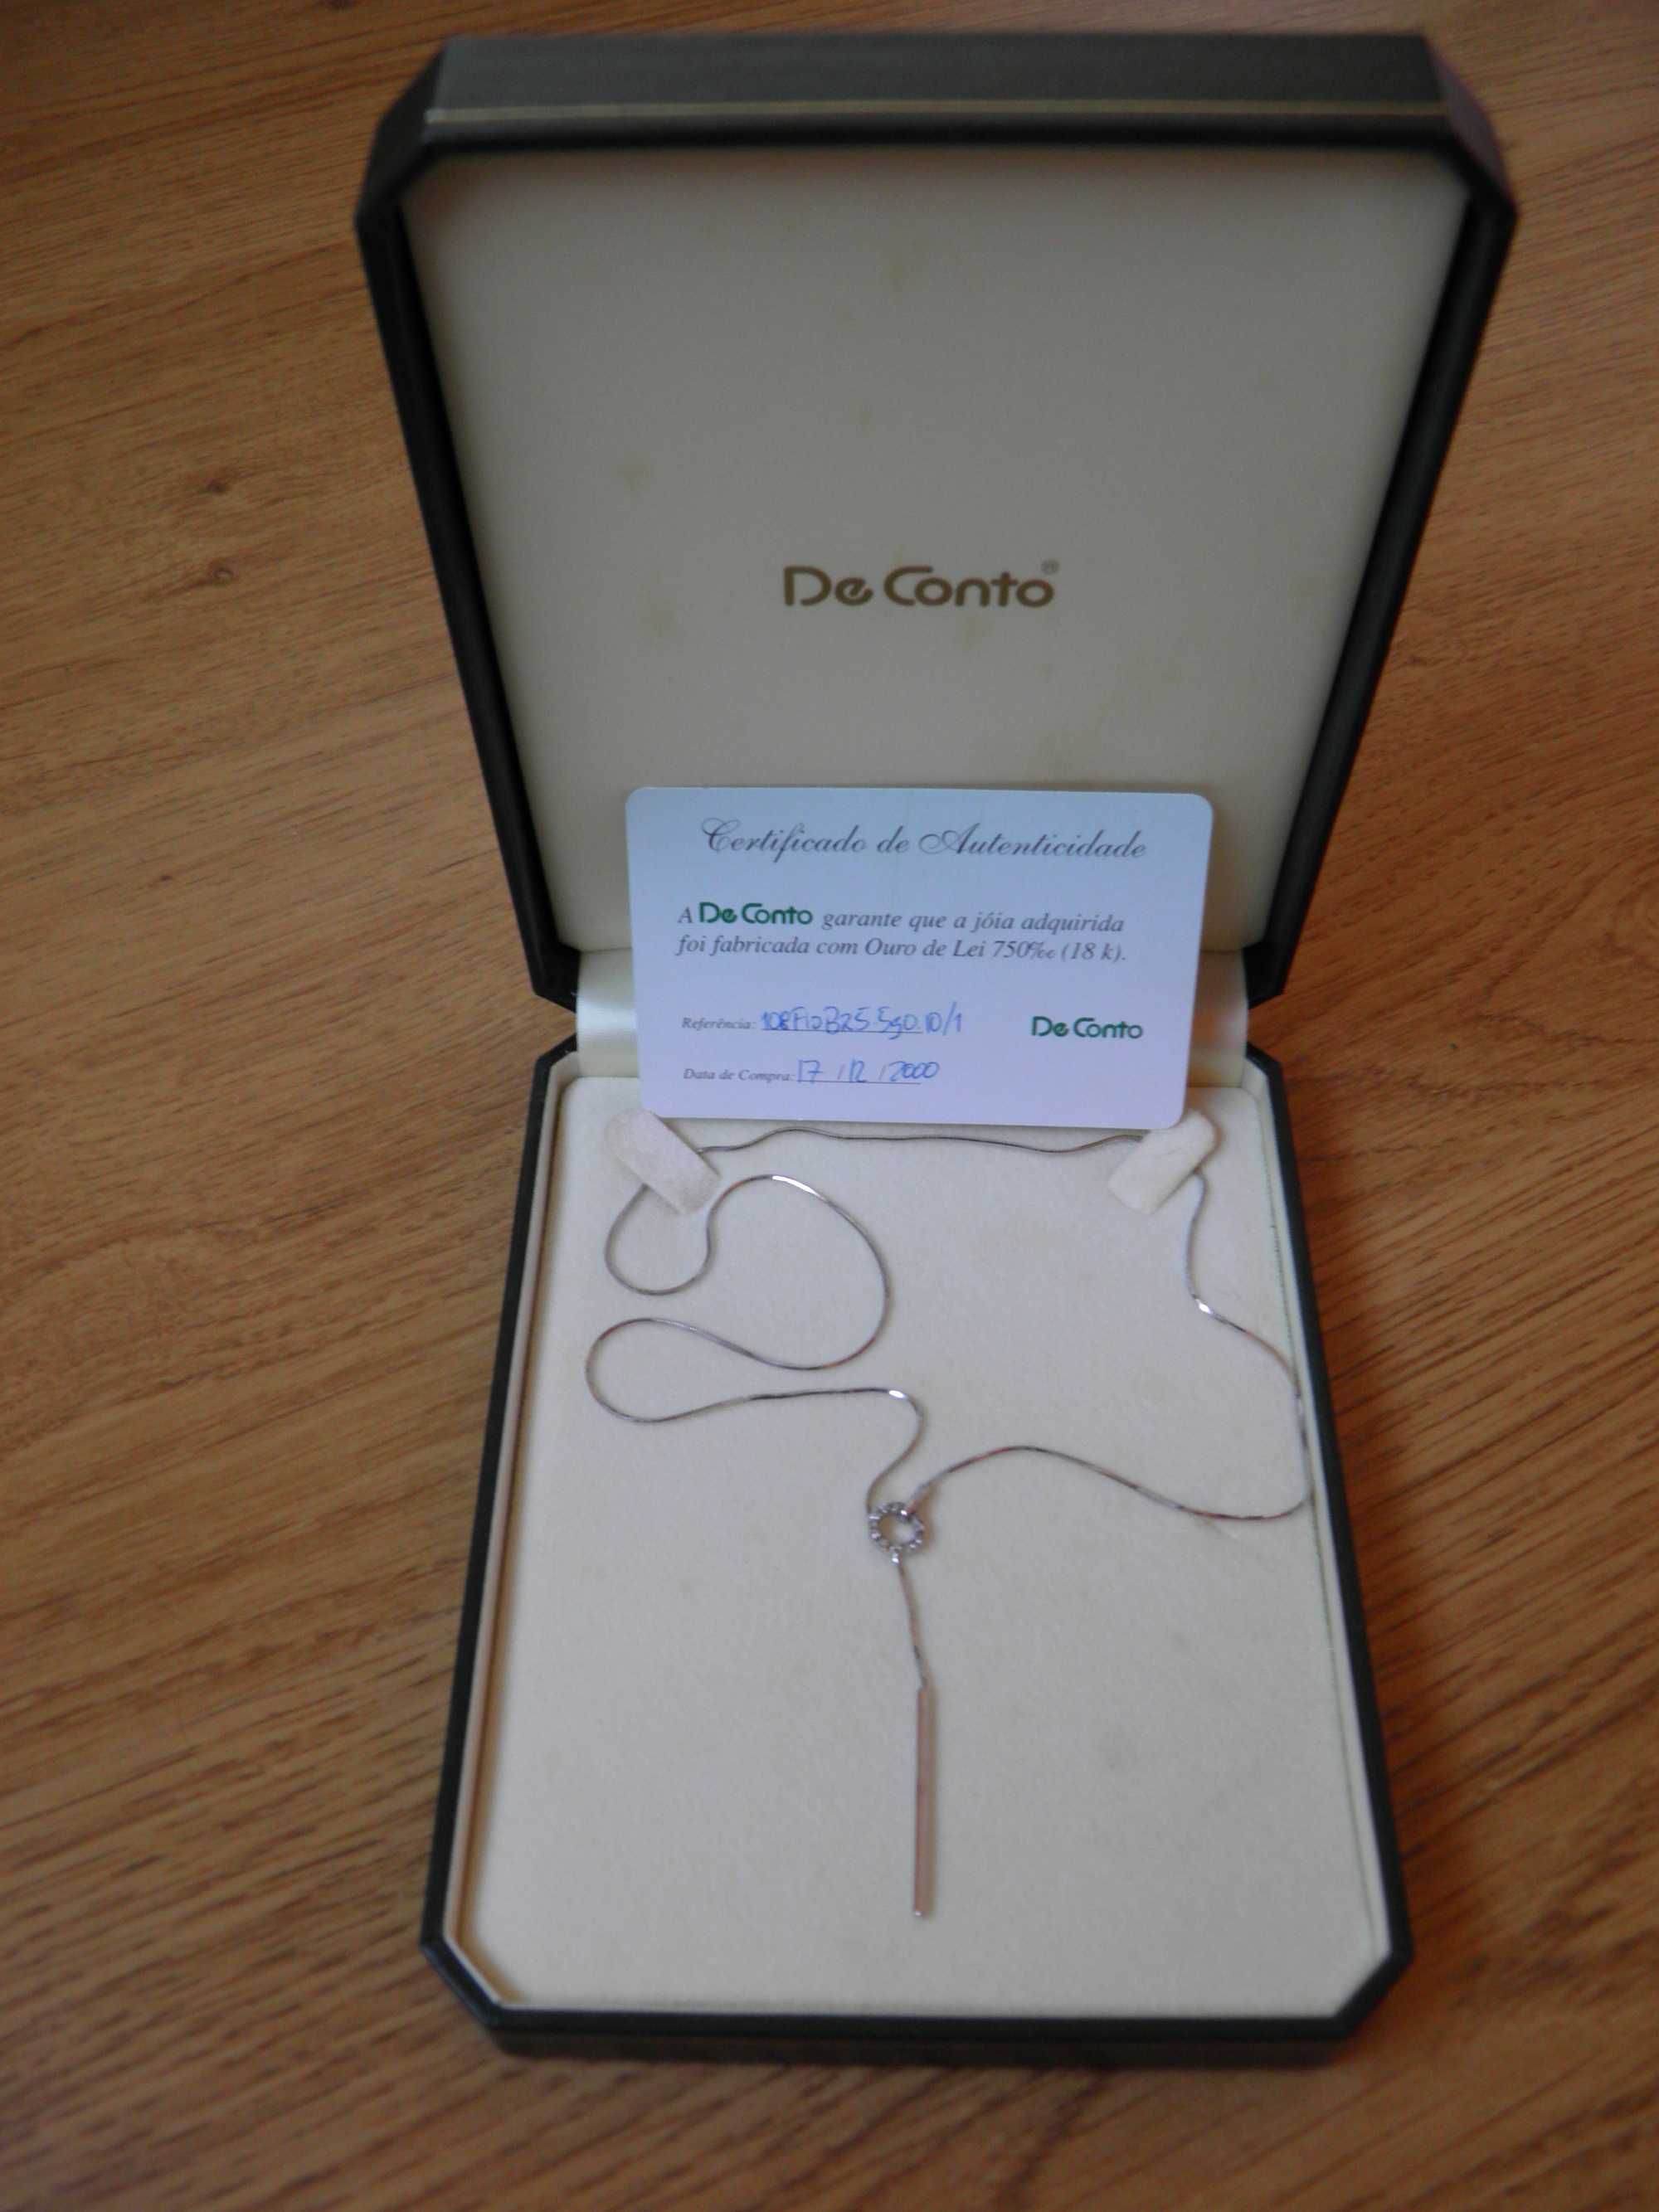 De Conto®
Certificado de Autenticidade
A De Conto garante que a jóia adquirida
foi fabricada com Ouro de Lei 750‰ (18 k).
Referência:
De Conto
Data de Compra: 17 / 12 / 2000